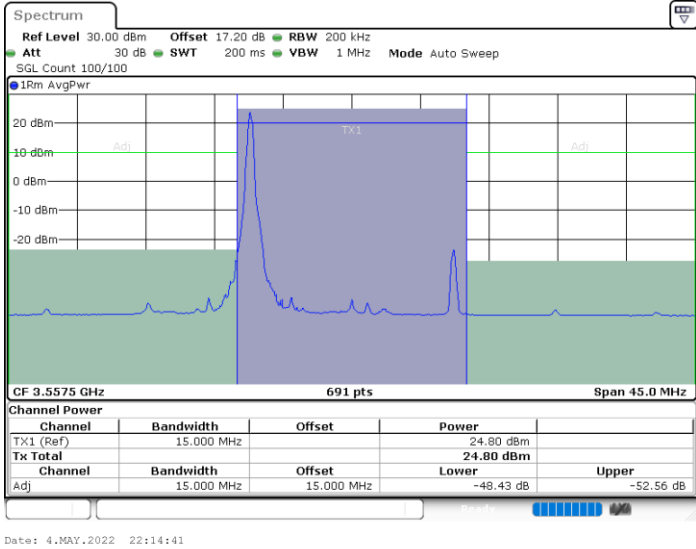 Spectrum
Ref Level 30.00 dBm Offset 17.20 dB RBW 200 kHz
Att 30 dB SWT 200 ms VBW 1 MHz Mode Auto Sweep
SGL Count 100/100
1Rm AvgPwr
20 dBm
TX1
Adj Adj
10 dBm
0 dBm
-10 dBm
-20 dBm
CF 3.5575 GHz 691 pts Span 45.0 MHz
Channel Power
Channel Bandwidth Offset Power
TX1 (Ref) 15.000 MHz 24.80 dBm
Tx Total 24.80 dBm
Channel Bandwidth Offset Lower Upper
Adj 15.000 MHz 15.000 MHz -48.43 dB -52.56 dB
Ready
Date: 4.MAY.2022 22:14:41